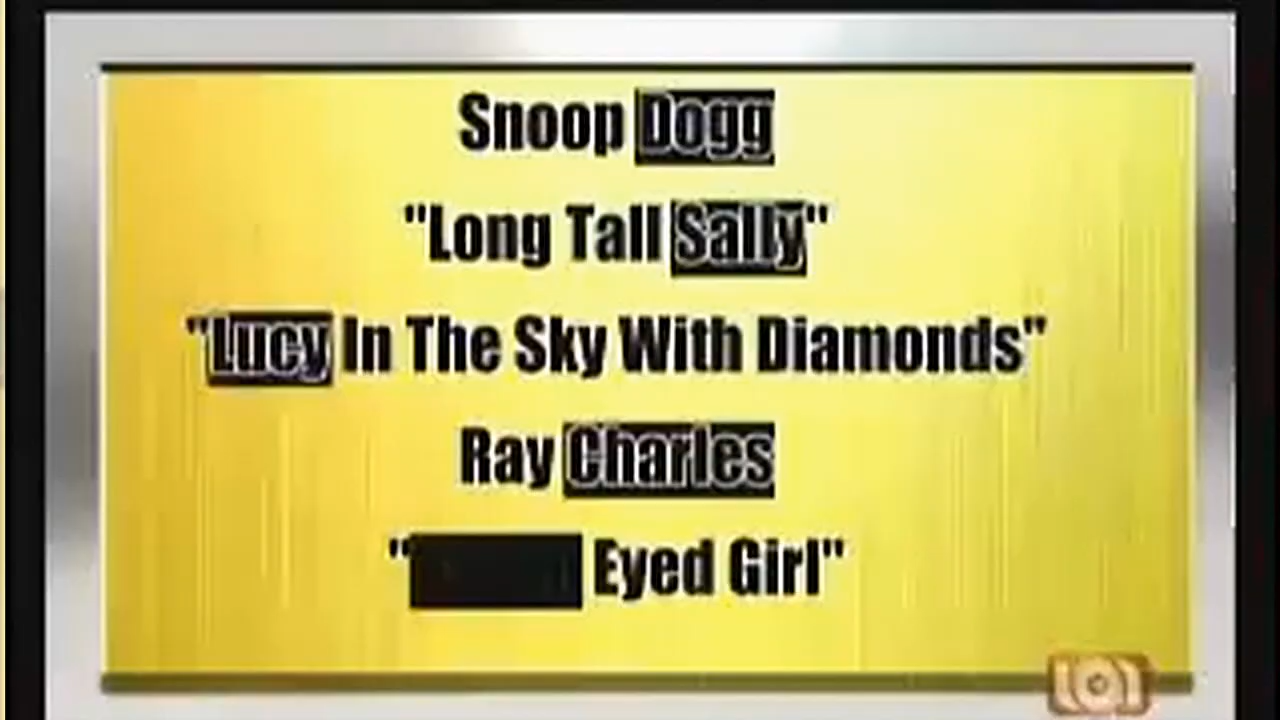 Snoop Dogg
"Long Tall Sally"
"Lucy In The Sky With Diamonds"
Ray Charles
" Eyed Girl"